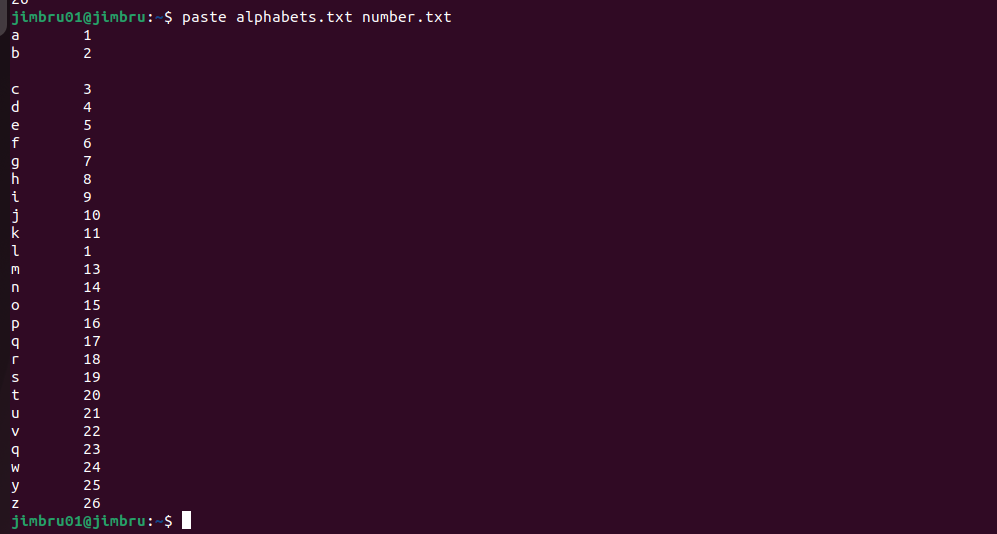 26
jimbru01@jimbru:~$ paste alphabets.txt number.txt
a 1
b 2
c 3
d 4
e 5
f 6
g 7
h 8
i 9
j 10
k 11
l 1
m 13
n 14
o 15
p 16
q 17
r 18
s 19
t 20
u 21
v 22
q 23
w 24
y 25
z 26
jimbru01@jimbru:~$